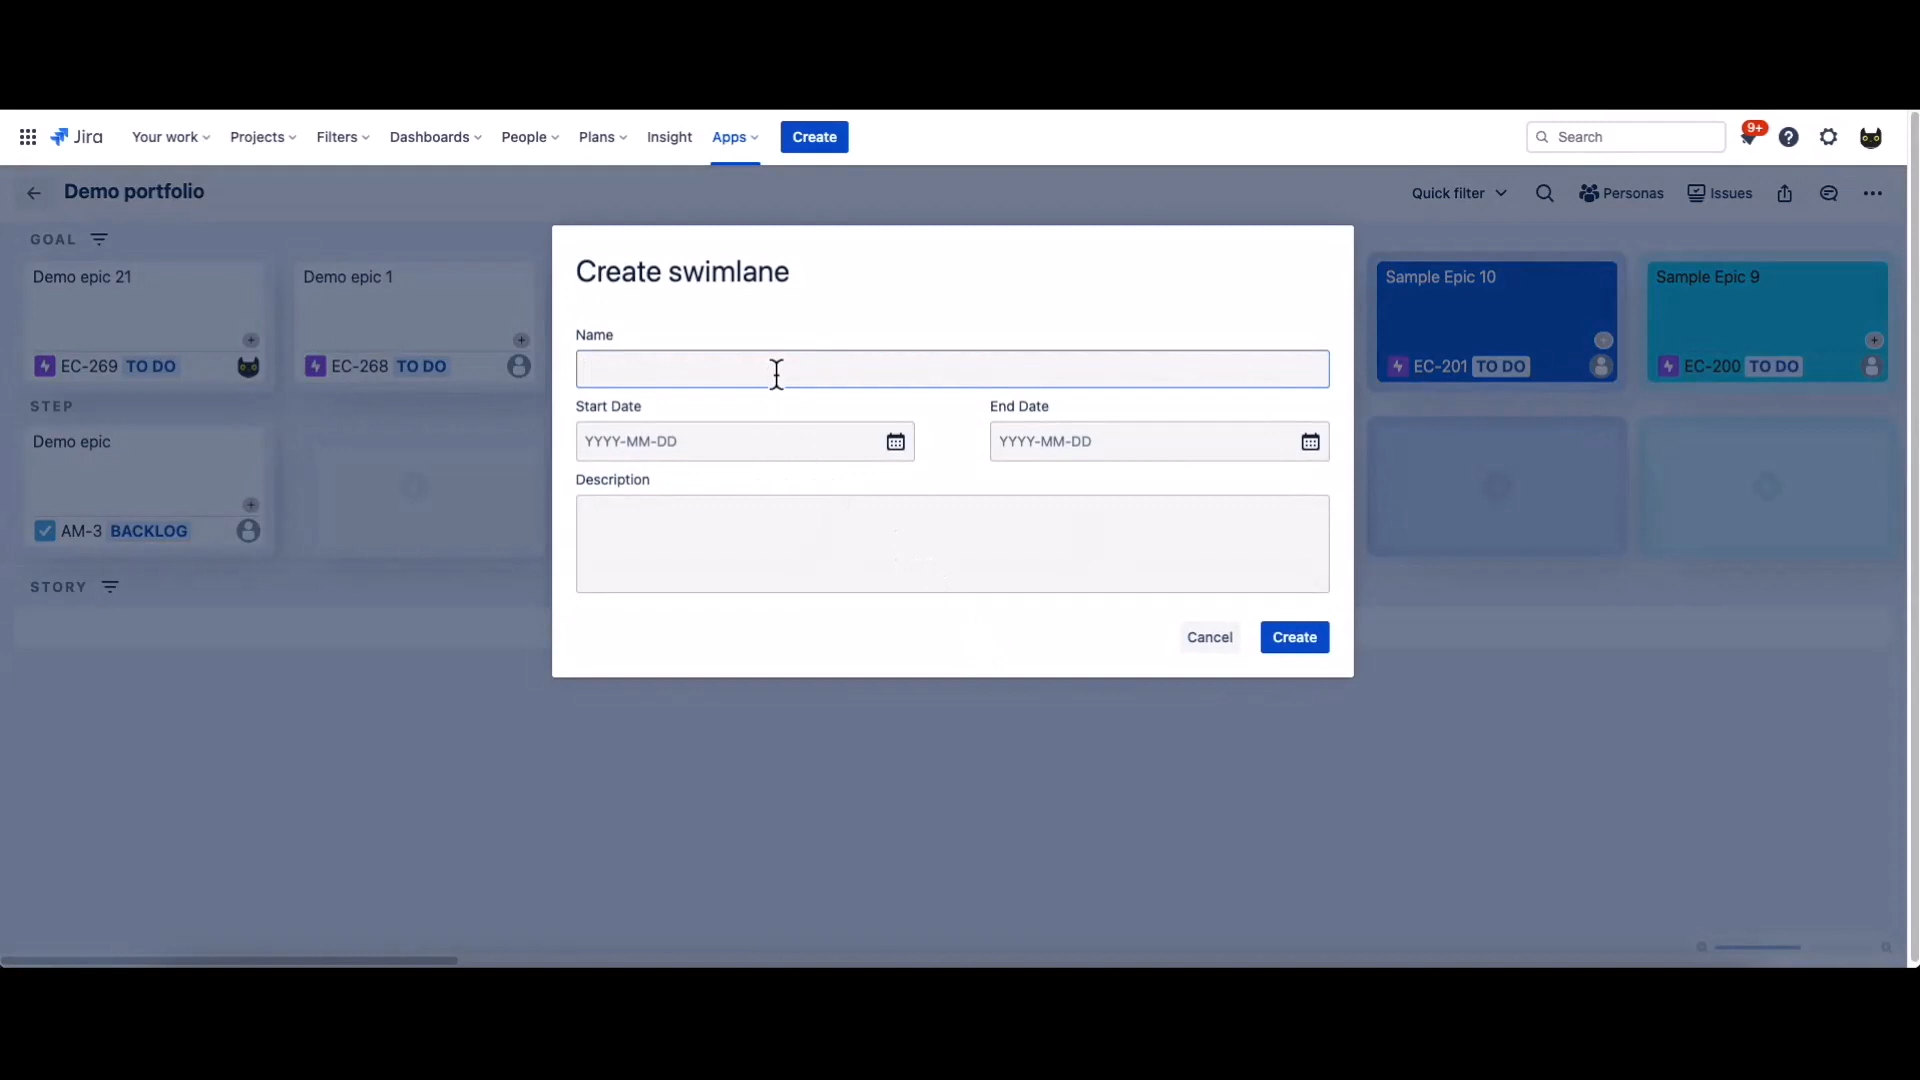 Jira Your work Projects Filters Dashboards People Plans Insight Apps Create Search 9+
Demo portfolio Quick filter Personas Issues
GOAL
Demo epic 21 Demo epic 1 Sample Epic 10 Sample Epic 9
EC-269 TO DO EC-268 TO DO EC-201 TO DO EC-200 TO DO
STEP
Demo epic
AM-3 BACKLOG
STORY
Create swimlane
Name
Start Date End Date
YYYY-MM-DD YYYY-MM-DD
Description
Cancel Create